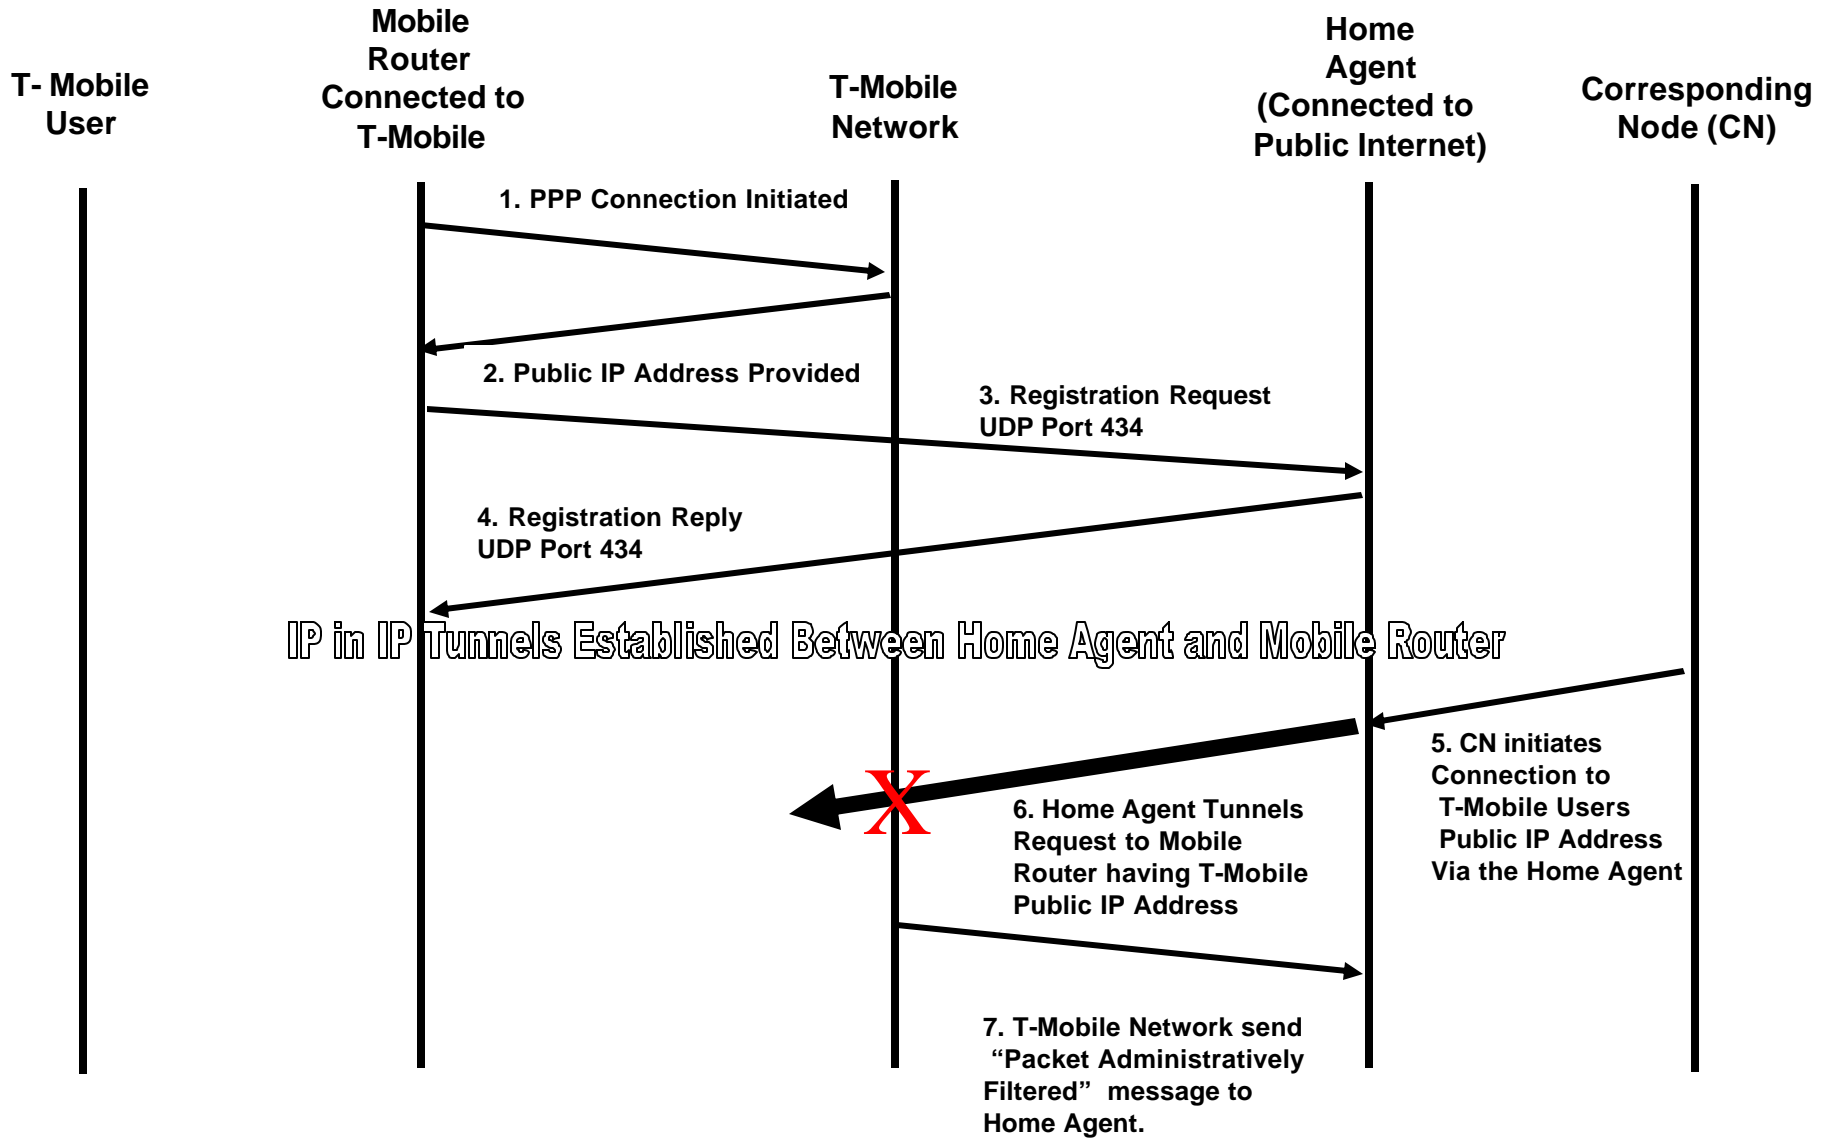 T- Mobile
User
Mobile
Router
Connected to
T-Mobile
T-Mobile
Network
Home
Agent
(Connected to
Public Internet)
Corresponding
Node (CN)
1. PPP Connection Initiated
2. Public IP Address Provided
3. Registration Request
UDP Port 434
4. Registration Reply
UDP Port 434
IP in IP Tunnels Established Between Home Agent and Mobile Router
5. CN initiates
Connection to
T-Mobile Users
Public IP Address
Via the Home Agent
X
6. Home Agent Tunnels
Request to Mobile
Router having T-Mobile
Public IP Address
7. T-Mobile Network send
“Packet Administratively
Filtered” message to
Home Agent.